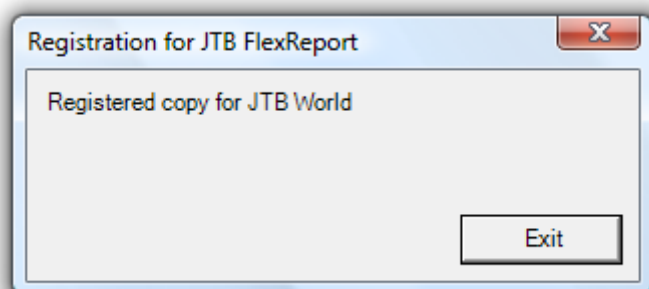 Registration for JTB FlexReport
Registered copy for JTB World
Exit